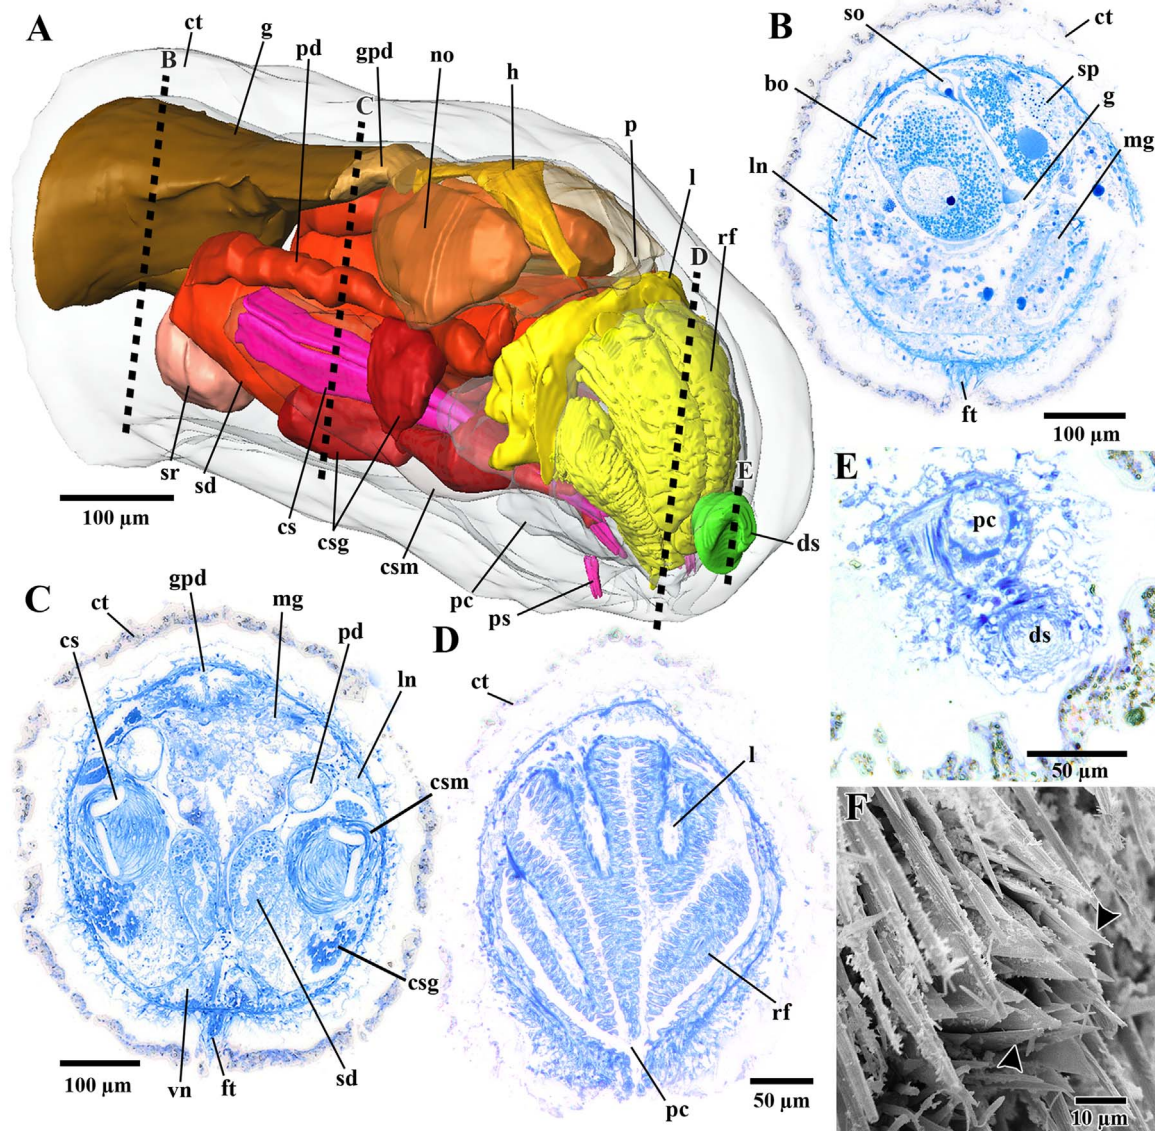 A
ct
g
pd
gpd
no
h
p
l
rf
B
C
D
E
sr
sd
cs
csg
csm
pc
ps
ds
100 µm
B
so
ct
bo
sp
g
mg
ln
ft
100 µm
C
gpd
ct
mg
cs
pd
ln
csm
csg
sd
ft
vn
100 µm
D
ct
l
rf
pc
50 µm
E
pc
ds
50 µm
F
10 µm